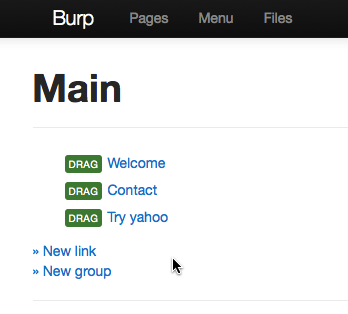 Burp Pages Menu Files
Main
DRAG Welcome
DRAG Contact
DRAG Try yahoo
» New link
» New group